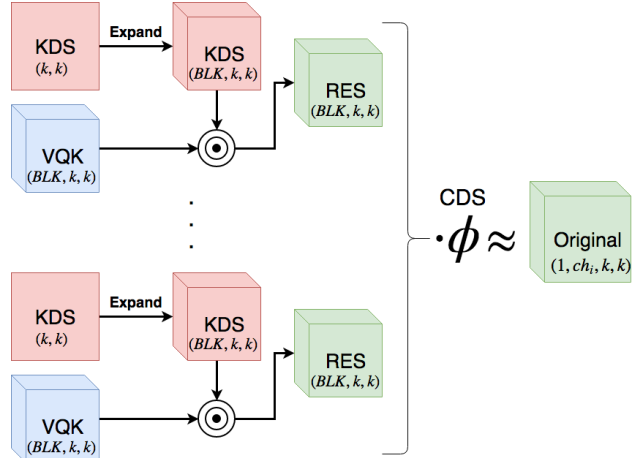 KDS
(k, k)
Expand
KDS
(BLK, k, k)
RES
(BLK, k, k)
VQK
(BLK, k, k)
.
.
.
CDS
·ϕ≈
Original
(1, ch_i, k, k)
KDS
(k, k)
Expand
KDS
(BLK, k, k)
RES
(BLK, k, k)
VQK
(BLK, k, k)